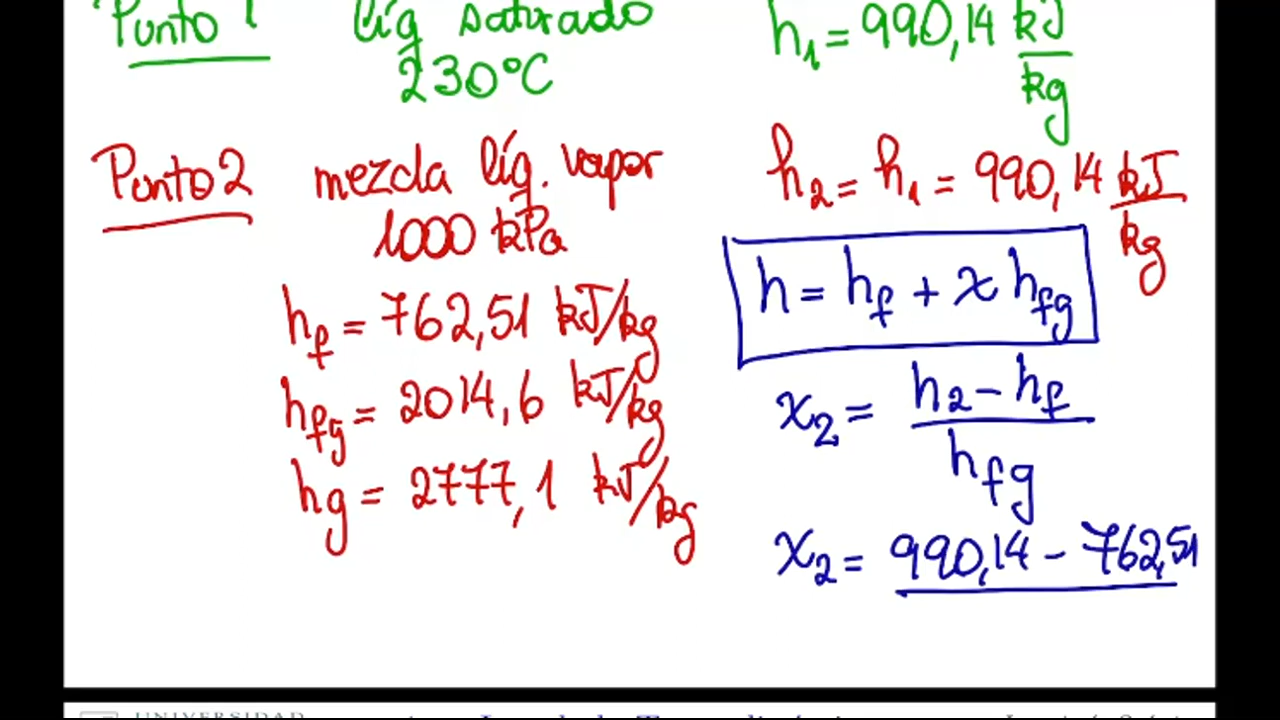 Punto 1 líq saturado h₁ = 990,14 kJ/kg
230°C
Punto 2 mezcla líq. vapor h₂ = h₁ = 990,14 kJ/kg
1000 kPa
h = hf + x hfg
hf = 762,51 kJ/kg
hfg = 2014,6 kJ/kg
x₂ = (h₂ - hf) / hfg
hg = 2777,1 kJ/kg
x₂ = 990,14 - 762,51
UNIVERSIDAD